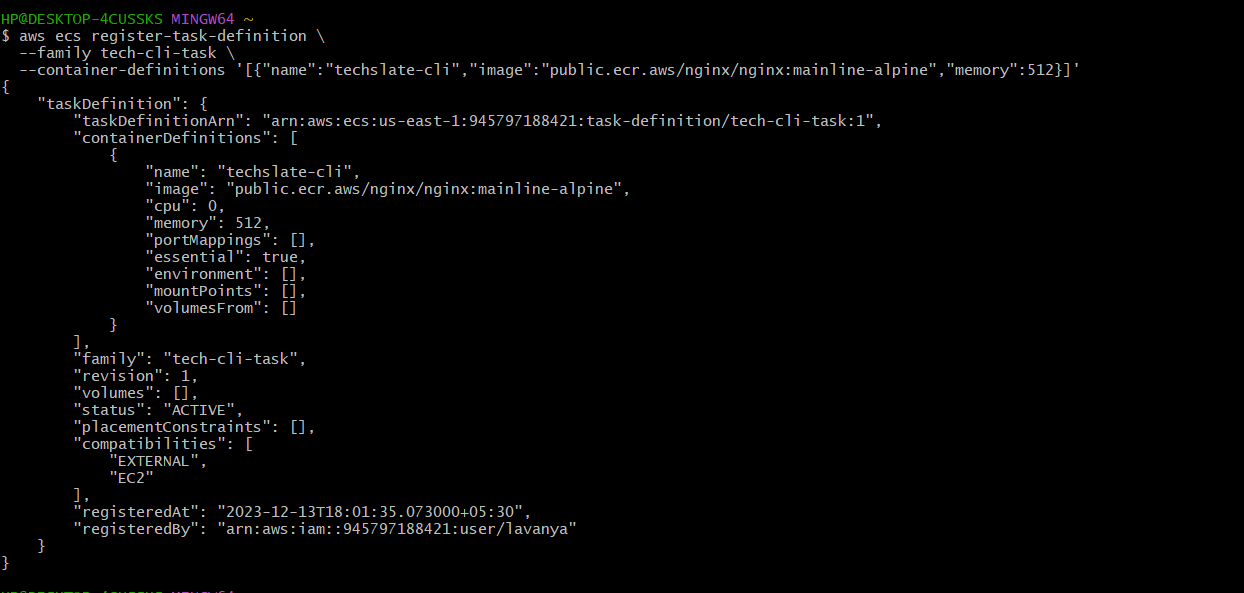 HP@DESKTOP-4CUSSKS MINGW64 ~
$ aws ecs register-task-definition \
  --family tech-cli-task \
  --container-definitions '[{"name":"techslate-cli","image":"public.ecr.aws/nginx/nginx:mainline-alpine","memory":512}]'
{
    "taskDefinition": {
        "taskDefinitionArn": "arn:aws:ecs:us-east-1:945797188421:task-definition/tech-cli-task:1",
        "containerDefinitions": [
            {
                "name": "techslate-cli",
                "image": "public.ecr.aws/nginx/nginx:mainline-alpine",
                "cpu": 0,
                "memory": 512,
                "portMappings": [],
                "essential": true,
                "environment": [],
                "mountPoints": [],
                "volumesFrom": []
            }
        ],
        "family": "tech-cli-task",
        "revision": 1,
        "volumes": [],
        "status": "ACTIVE",
        "placementConstraints": [],
        "compatibilities": [
            "EXTERNAL",
            "EC2"
        ],
        "registeredAt": "2023-12-13T18:01:35.073000+05:30",
        "registeredBy": "arn:aws:iam::945797188421:user/lavanya"
    }
}